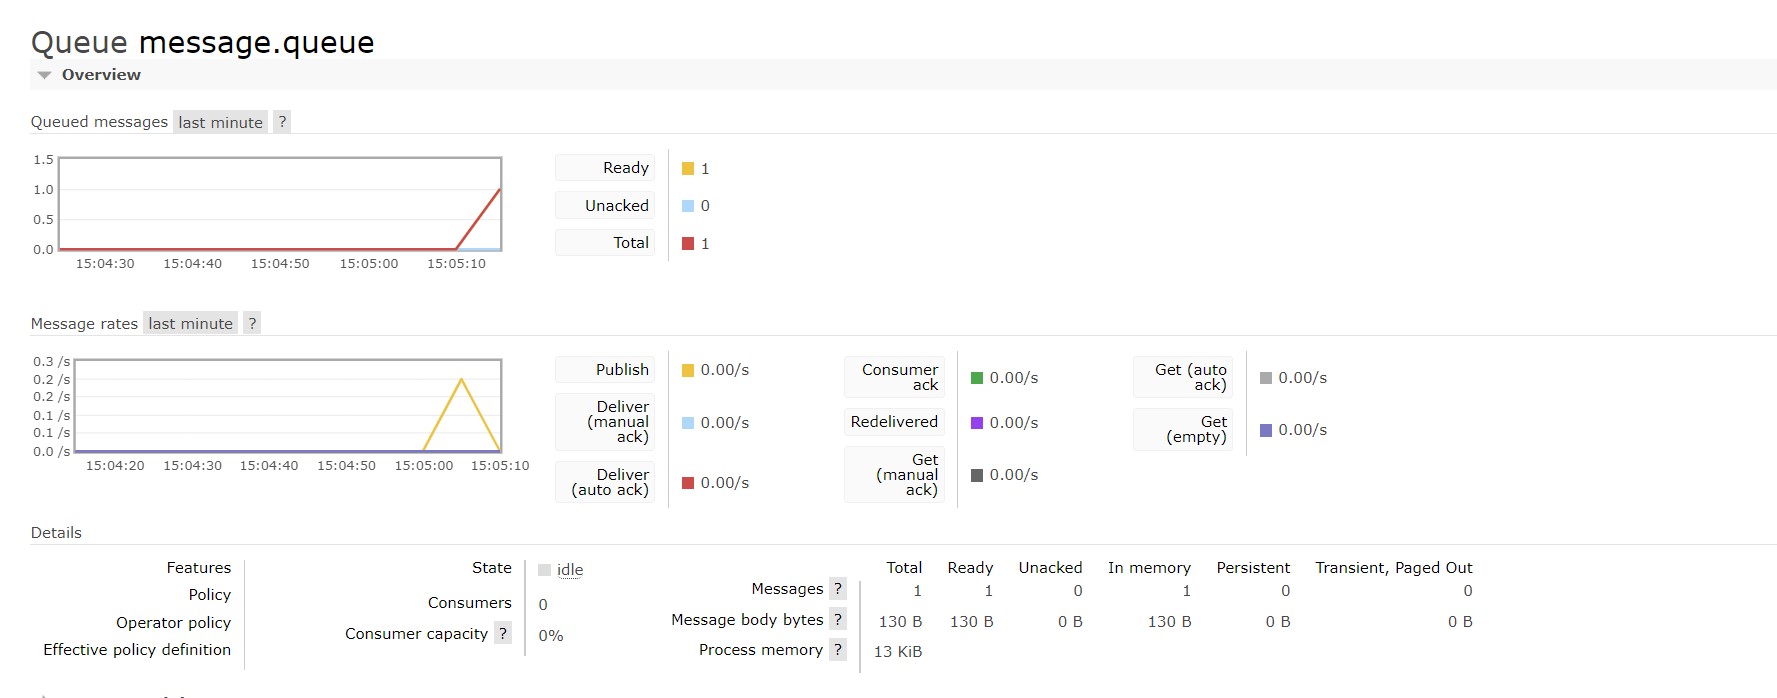 Queue message.queue
Overview
Queued messages last minute ?
1.5
1.0
0.5
0.0
15:04:30 15:04:40 15:04:50 15:05:00 15:05:10
Ready 1
Unacked 0
Total 1
Message rates last minute ?
0.3 /s
0.2 /s
0.2 /s
0.1 /s
0.1 /s
0.0 /s
15:04:20 15:04:30 15:04:40 15:04:50 15:05:00 15:05:10
Publish 0.00/s
Deliver
(manual 0.00/s
ack)
Deliver
(auto ack) 0.00/s
Consumer
ack 0.00/s
Redelivered 0.00/s
Get
(manual 0.00/s
ack)
Get (auto
ack) 0.00/s
Get
(empty) 0.00/s
Details
Features
Policy
Operator policy
Effective policy definition
State idle
Consumers 0
Consumer capacity ? 0%
Total Ready Unacked In memory Persistent Transient, Paged Out
Messages ? 1 1 0 1 0 0
Message body bytes ? 130 B 130 B 0 B 130 B 0 B 0 B
Process memory ? 13 KiB